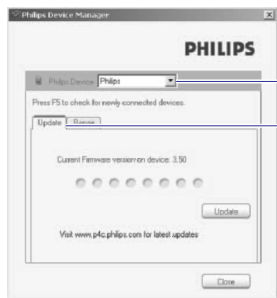 Philips Device Manager
PHILIPS
Philips Device Philips
Press F5 to check for newly-connected devices.
Update Repair
Current Firmware version on device: 3.50
Update
Visit www.p4c.philips.com for latest updates
Close